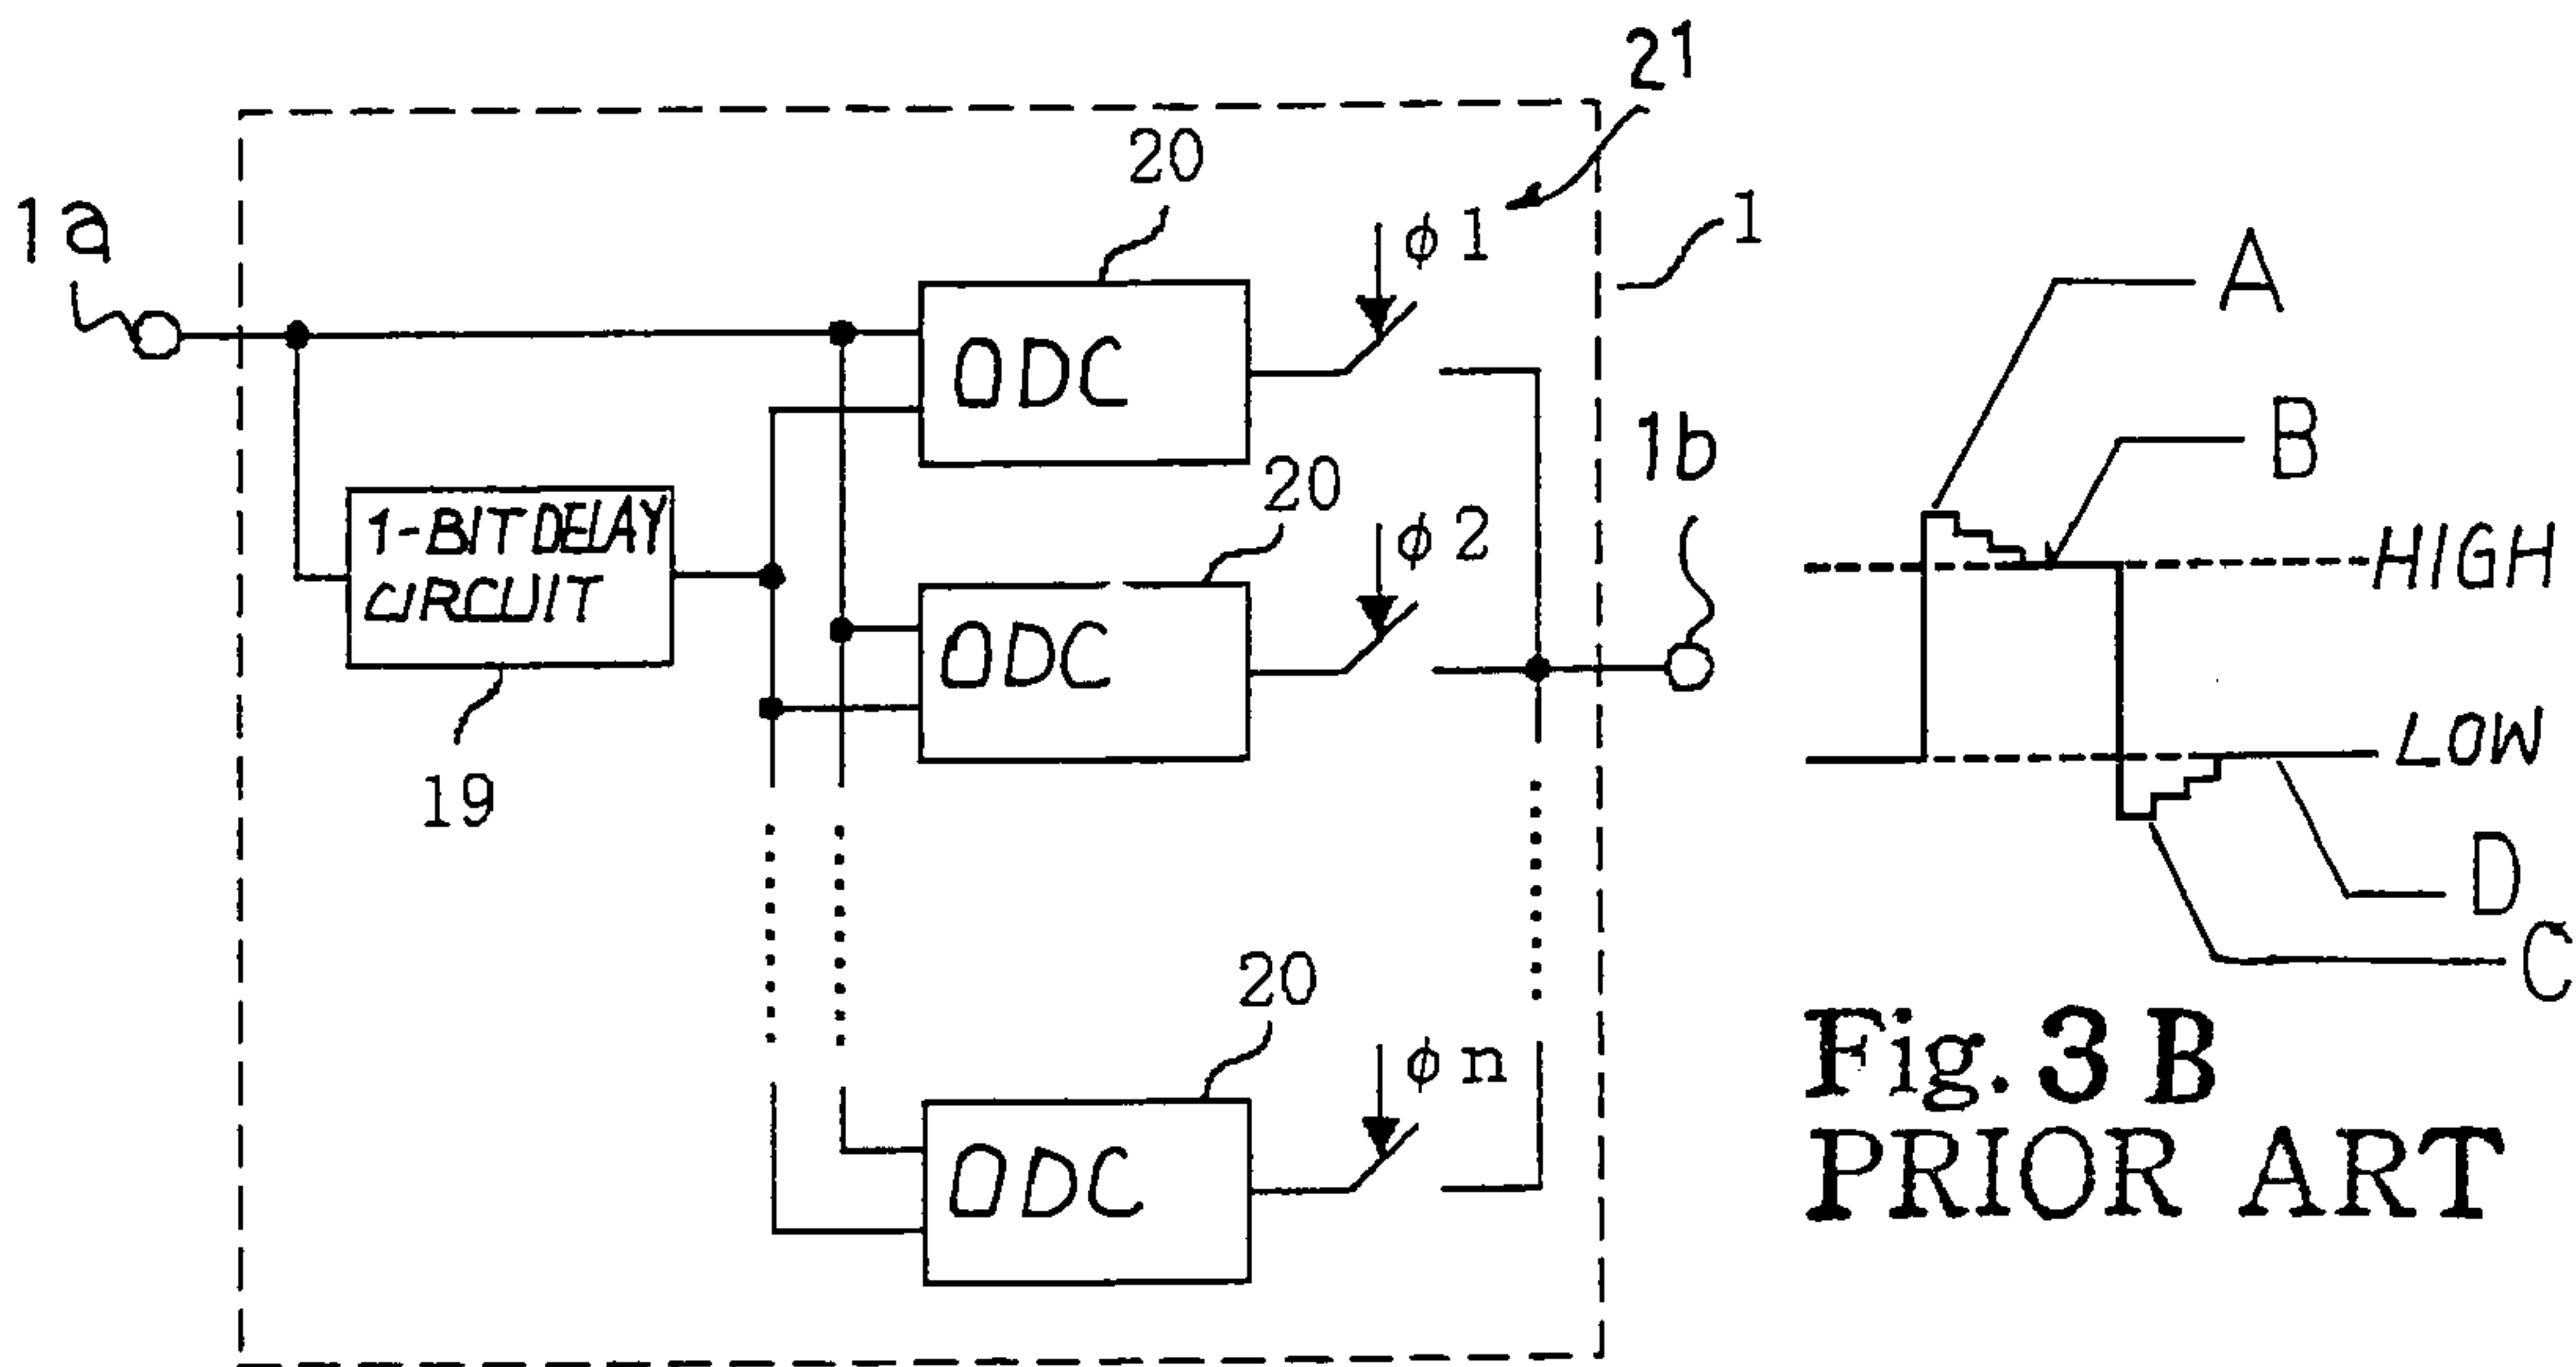 21
20
1a
φ1
1
A
ODC
B
1b
20
1-BIT DELAY
CIRCUIT
φ2
HIGH
ODC
LOW
19
D
C
20
φn
ODC
Fig. 3 B
PRIOR ART